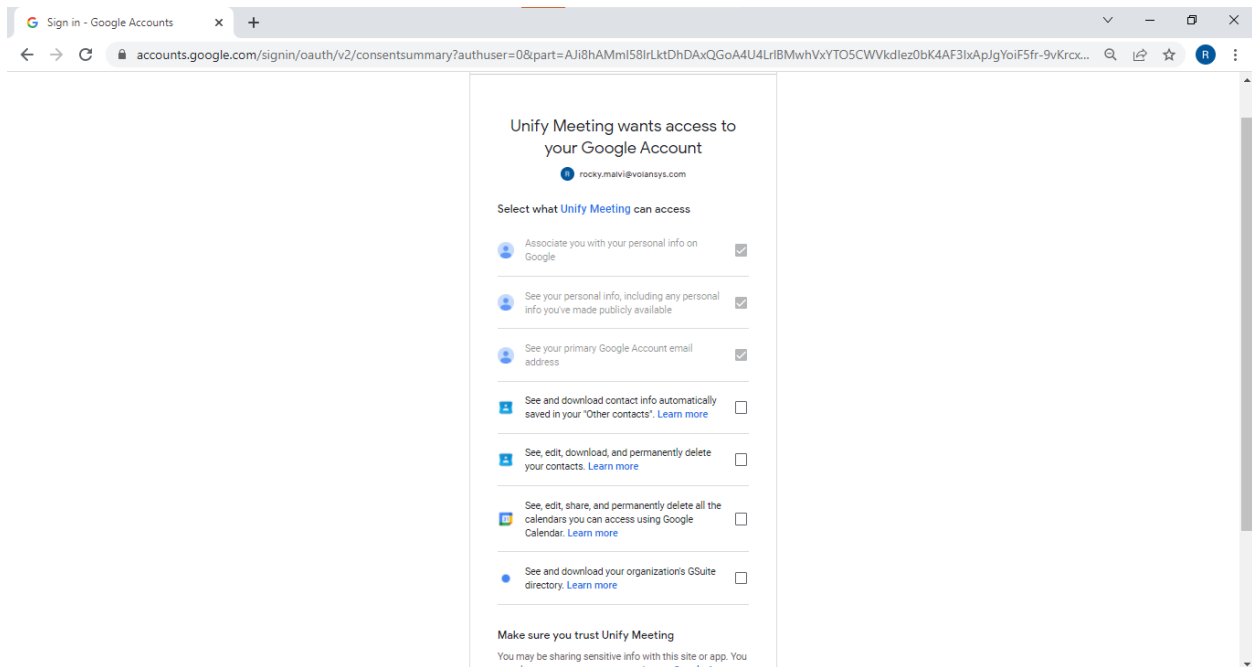 Sign in - Google Accounts
accounts.google.com/signin/oauth/v2/consentsummary?authuser=0&part=
R
Unify Meeting wants access to
your Google Account
R rocky.malvi@volansys.com
Select what Unify Meeting can access
Associate you with your personal info on
Google
See your personal info, including any personal
info you've made publicly available
See your primary Google Account email
address
See and download contact info automatically
saved in your "Other contacts". Learn more
See, edit, download, and permanently delete
your contacts. Learn more
See, edit, share, and permanently delete all the
calendars you can access using Google
Calendar. Learn more
See and download your organization's GSuite
directory. Learn more
Make sure you trust Unify Meeting
You may be sharing sensitive info with this site or app. You